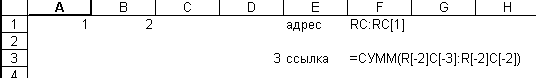 A B C D E F G H
1 1 2 адрес RC:RC[1]
2
3 3 ссылка =СУММ(R[-2]C[-3]:R[-2]C[-2])
4